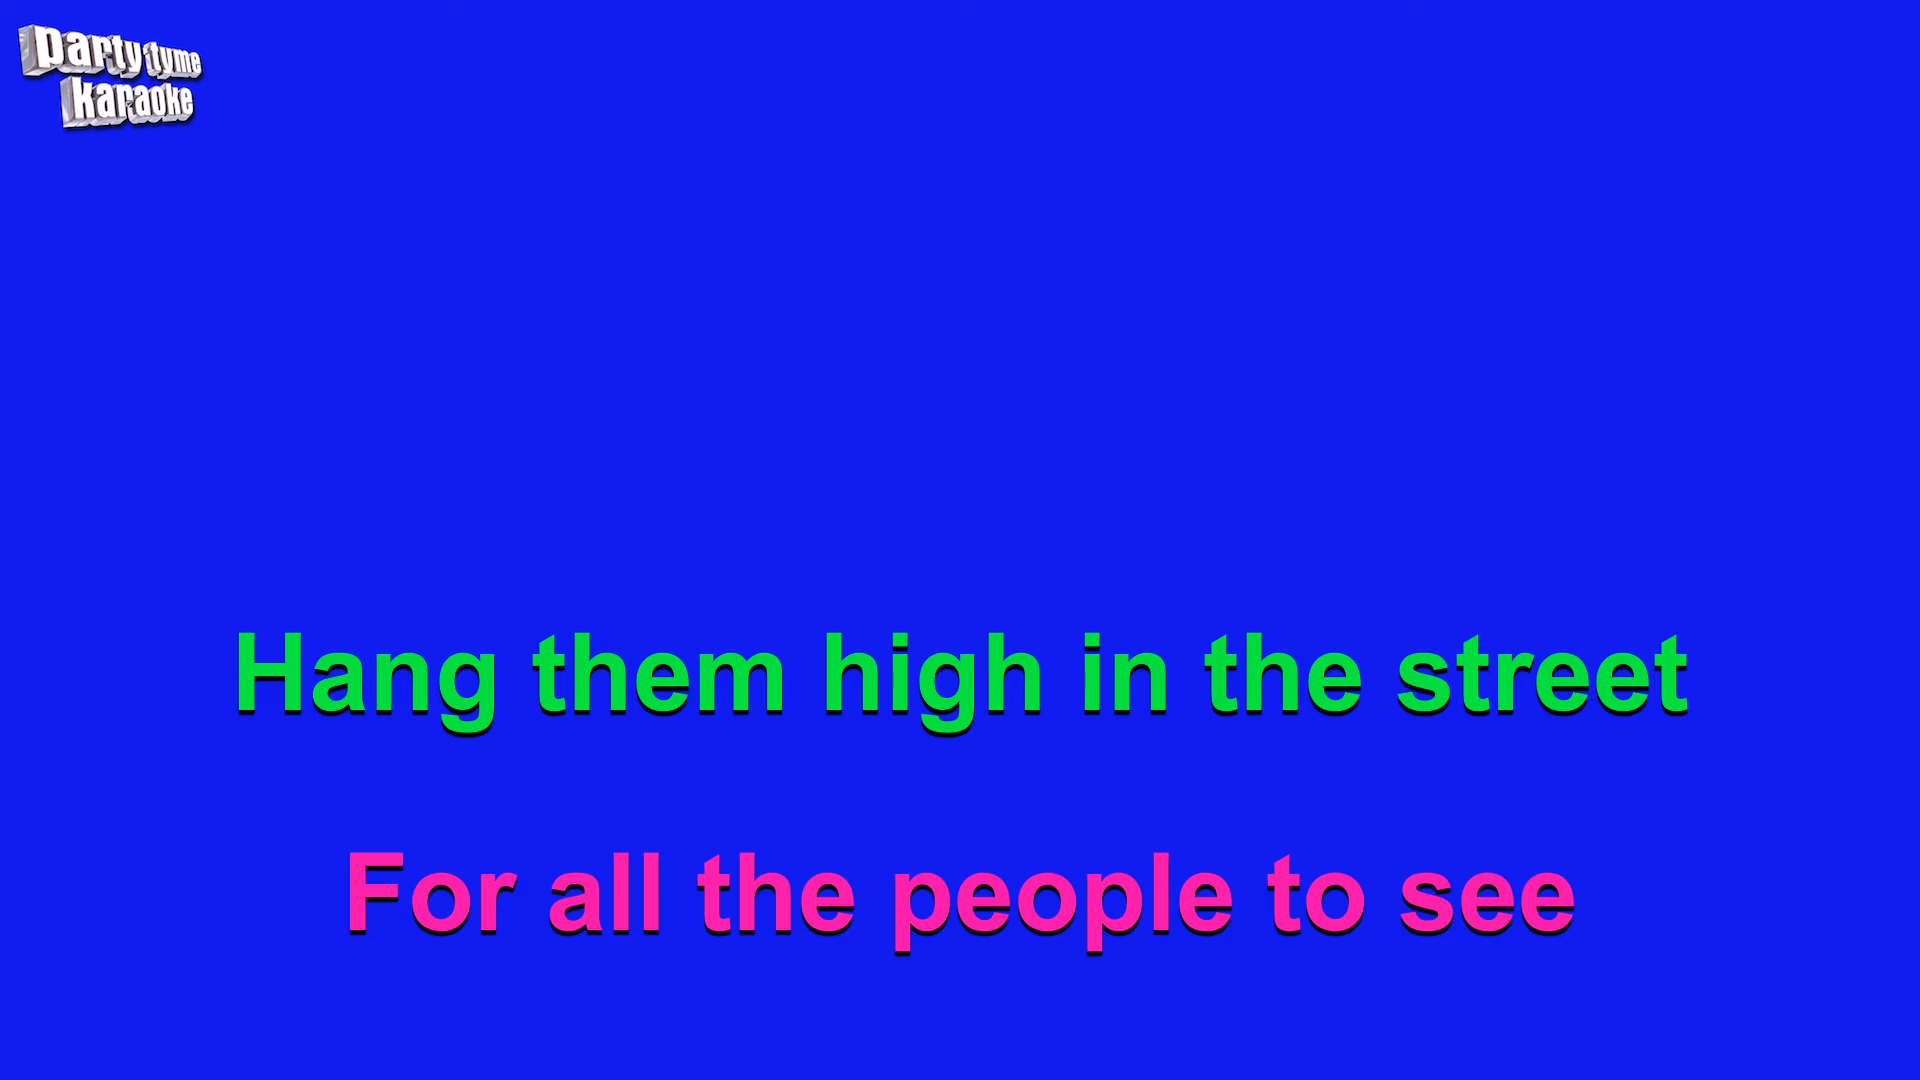 party tyme
karaoke
Hang them high in the street
For all the people to see